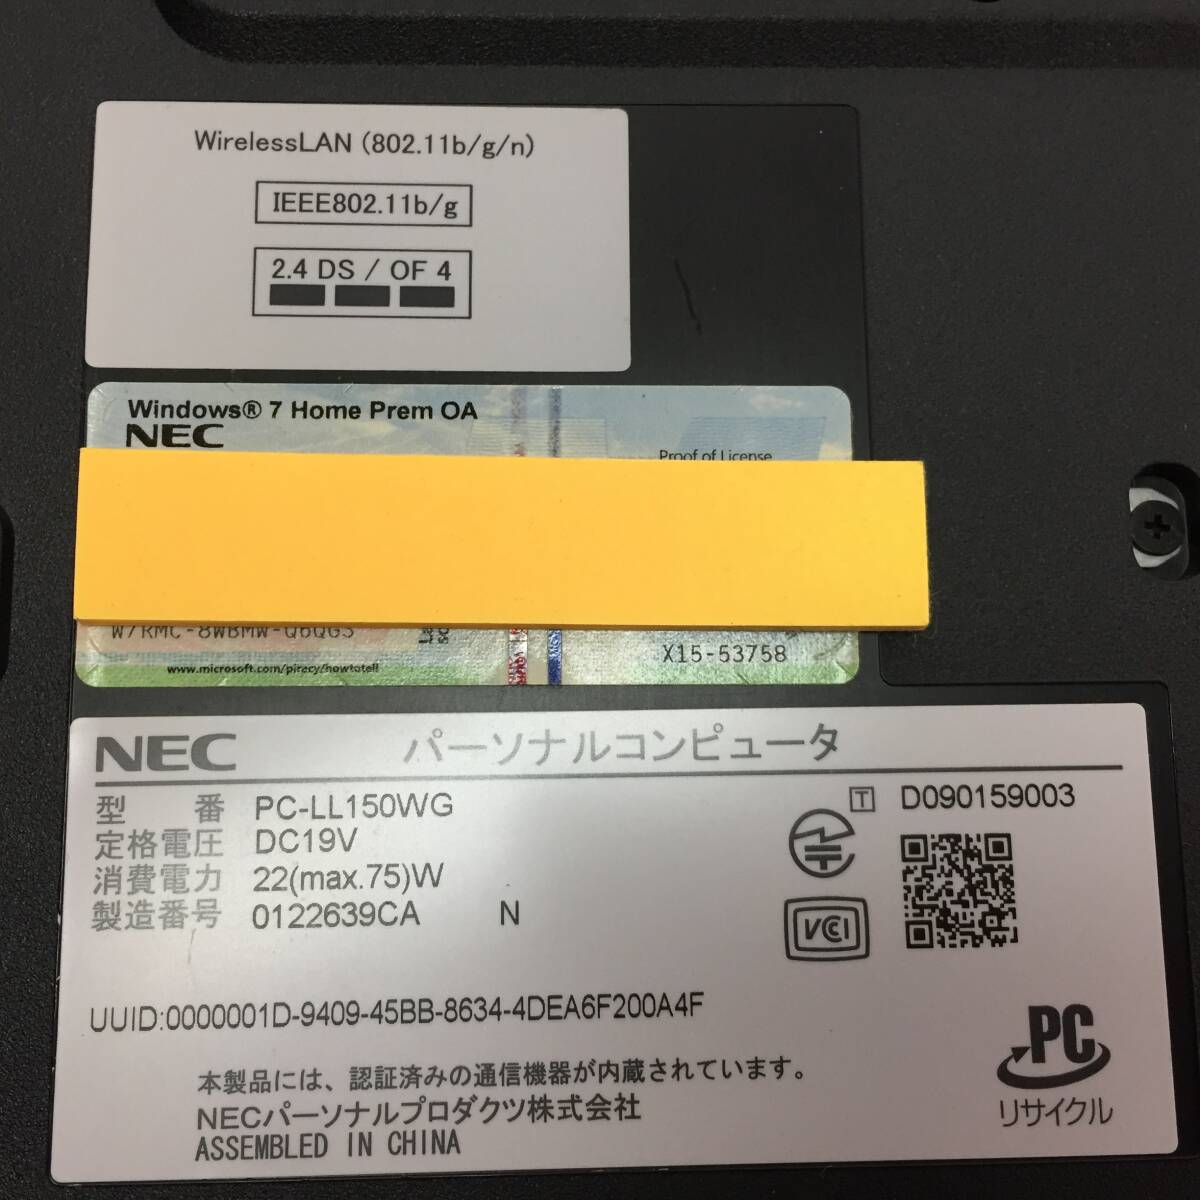 WirelessLAN (802.11b/g/n)
IEEE802.11b/g
2.4 DS / OF 4
Windows® 7 Home Prem OA
NEC
Proof of License
www.microsoft.com/piracy/howtotell
X15-53758
NEC パーソナルコンピュータ
型 番 PC-LL150WG
定格電圧 DC19V
消費電力 22(max.75)W
製造番号 0122639CA N
T D090159003
VCCI
UUID:0000001D-9409-45BB-8634-4DEA6F200A4F
本製品には、認証済みの通信機器が内蔵されています。
NECパーソナルプロダクツ株式会社
ASSEMBLED IN CHINA
PC
リサイクル